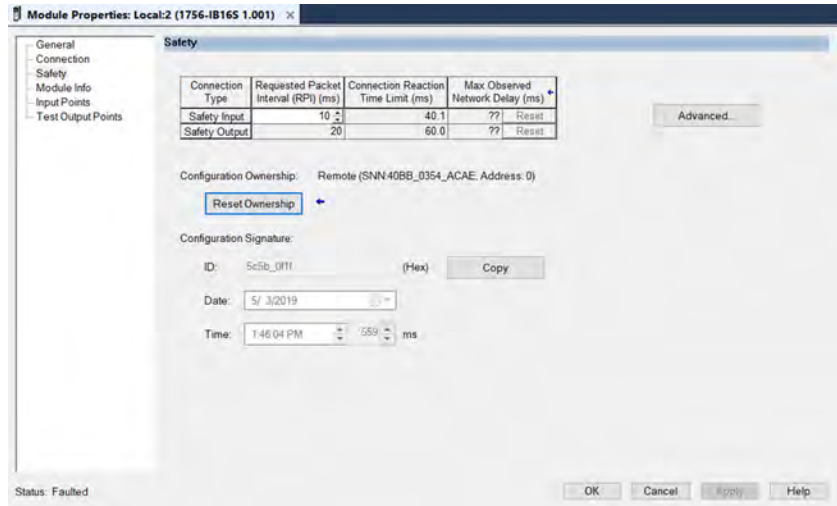 Module Properties: Local:2 (1756-IB16S 1.001) ×
General
Connection
Safety
Module Info
Input Points
Test Output Points
Safety
Connection Type Requested Packet Interval (RPI) (ms) Connection Reaction Time Limit (ms) Max Observed Network Delay (ms)
Safety Input 10 40.1 ?? Reset
Safety Output 20 60.0 ?? Reset
Advanced...
Configuration Ownership: Remote (SNN:40BB_0354_ACAE, Address: 0)
Reset Ownership
Configuration Signature:
ID: 5c5b_0f1f (Hex) Copy
Date: 5/ 3/2019
Time: 1:46:04 PM 559 ms
Status: Faulted
OK Cancel Apply Help